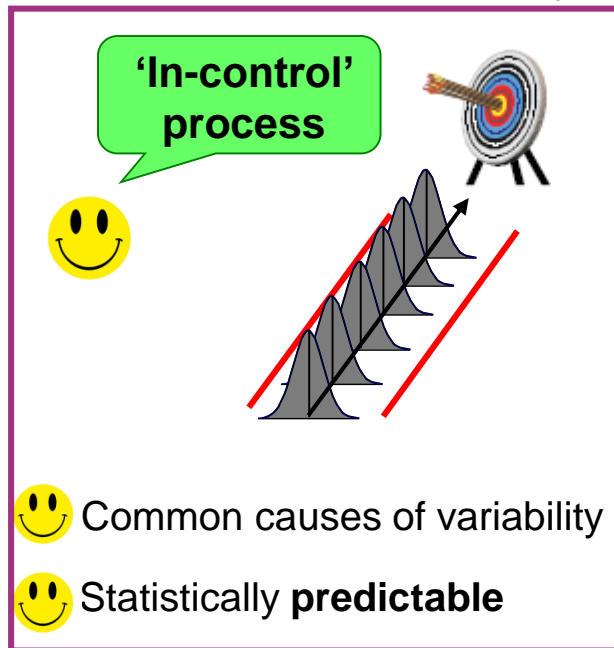 ‘In-control’
process
Common causes of variability
Statistically predictable